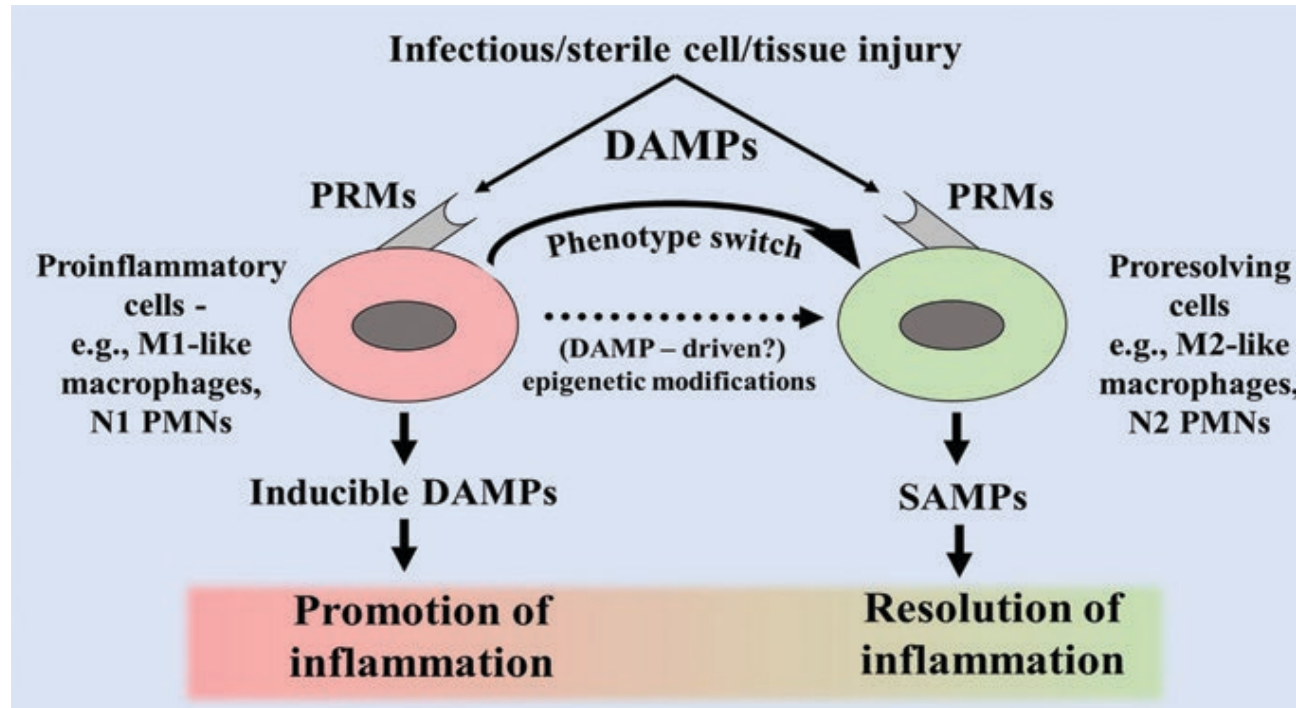 Infectious/sterile cell/tissue injury
DAMPs
PRMs
PRMs
Phenotype switch
Proinflammatory
cells -
e.g., M1-like
macrophages,
N1 PMNs
(DAMP – driven?)
epigenetic modifications
Proresolving
cells
e.g., M2-like
macrophages,
N2 PMNs
Inducible DAMPs
SAMPs
Promotion of
inflammation
Resolution of
inflammation